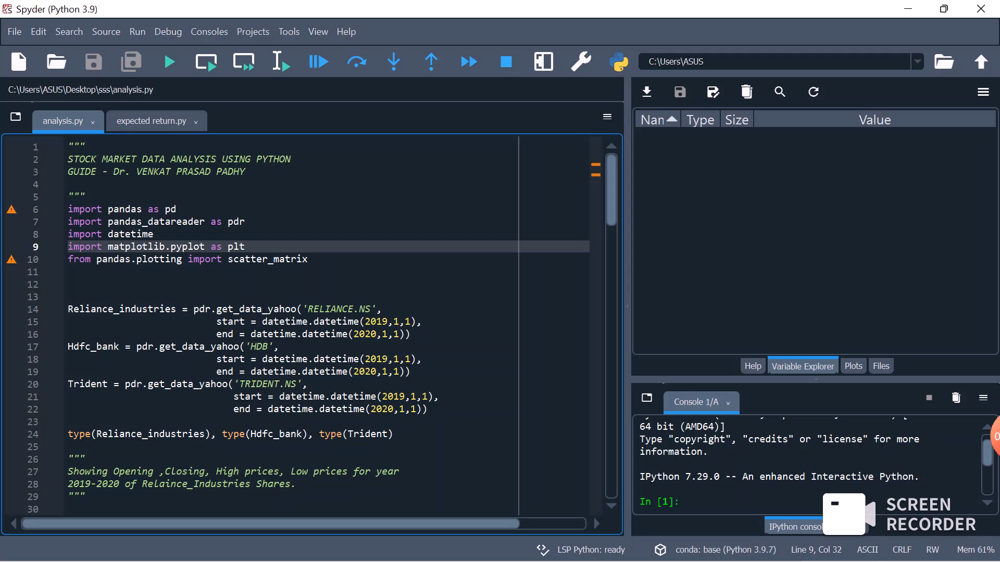 Spyder (Python 3.9)
File Edit Search Source Run Debug Consoles Projects Tools View Help
C:\Users\ASUS
C:\Users\ASUS\Desktop\sss\analysis.py
analysis.py
expected return.py
1 """
2 STOCK MARKET DATA ANALYSIS USING PYTHON
3 GUIDE - Dr. VENKAT PRASAD PADHY
4
5 """
6 import pandas as pd
7 import pandas_datareader as pdr
8 import datetime
9 import matplotlib.pyplot as plt
10 from pandas.plotting import scatter_matrix
11
12
13
14 Reliance_industries = pdr.get_data_yahoo('RELIANCE.NS',
15 start = datetime.datetime(2019,1,1),
16 end = datetime.datetime(2020,1,1))
17 Hdfc_bank = pdr.get_data_yahoo('HDB',
18 start = datetime.datetime(2019,1,1),
19 end = datetime.datetime(2020,1,1))
20 Trident = pdr.get_data_yahoo('TRIDENT.NS',
21 start = datetime.datetime(2019,1,1),
22 end = datetime.datetime(2020,1,1))
23
24 type(Reliance_industries), type(Hdfc_bank), type(Trident)
25
26 """
27 Showing Opening ,Closing, High prices, Low prices for year
28 2019-2020 of Relaince_Industries Shares.
29 """
30
Nan Type Size Value
Help Variable Explorer Plots Files
Console 1/A
64 bit (AMD64)]
Type "copyright", "credits" or "license" for more
information.
IPython 7.29.0 -- An enhanced Interactive Python.
In [1]:
IPython consol
SCREEN
RECORDER
0
LSP Python: ready conda: base (Python 3.9.7) Line 9, Col 32 ASCII CRLF RW Mem 61%